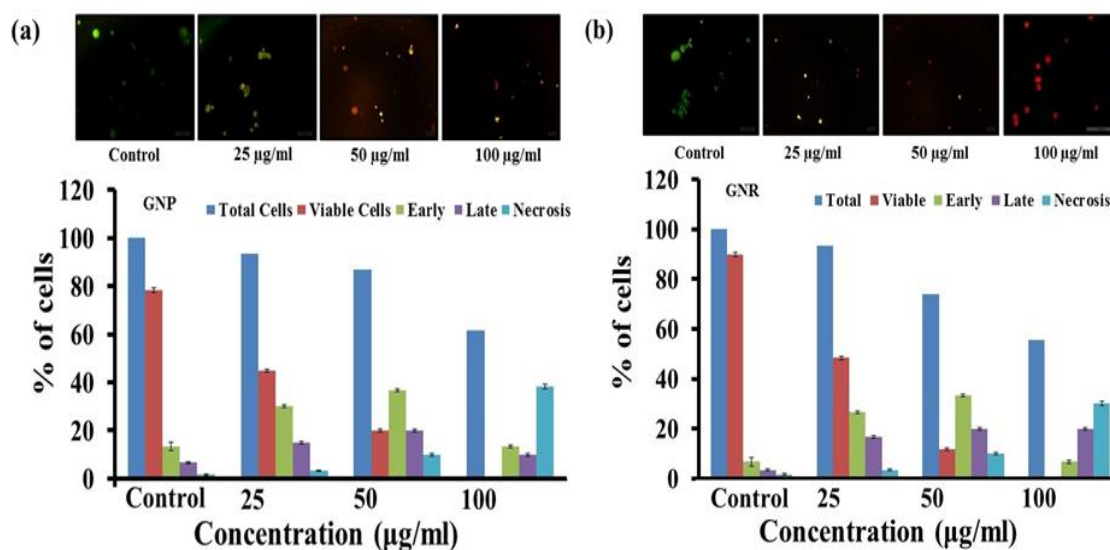 (a)
Control 25 µg/ml 50 µg/ml 100 µg/ml
120
100
80
60
40
20
0
% of cells
GNP
Total Cells Viable Cells Early Late Necrosis
Control 25 50 100
Concentration (µg/ml)
(b)
Control 25 µg/ml 50 µg/ml 100 µg/ml
120
100
80
60
40
20
0
% of cells
GNR
Total Viable Early Late Necrosis
Control 25 50 100
Concentration (µg/ml)